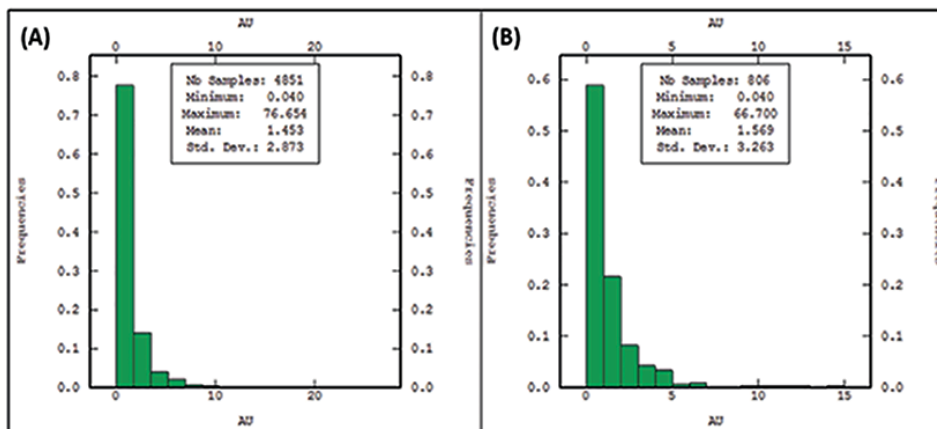 (A)
AU
0 10 20
Nb Samples: 4851
Minimum: 0.040
Maximum: 76.654
Mean: 1.453
Std. Dev.: 2.873
0.8 0.8
0.7 0.7
0.6 0.6
0.5 0.5
0.4 0.4
0.3 0.3
0.2 0.2
0.1 0.1
0.0 0.0
Frequencies
Frequencies
0 10 20
AU
(B)
AU
0 5 10 15
Nb Samples: 806
Minimum: 0.040
Maximum: 66.700
Mean: 1.569
Std. Dev.: 3.263
0.6 0.6
0.5 0.5
0.4 0.4
0.3 0.3
0.2 0.2
0.1 0.1
0.0 0.0
Frequencies
0 5 10 15
AU